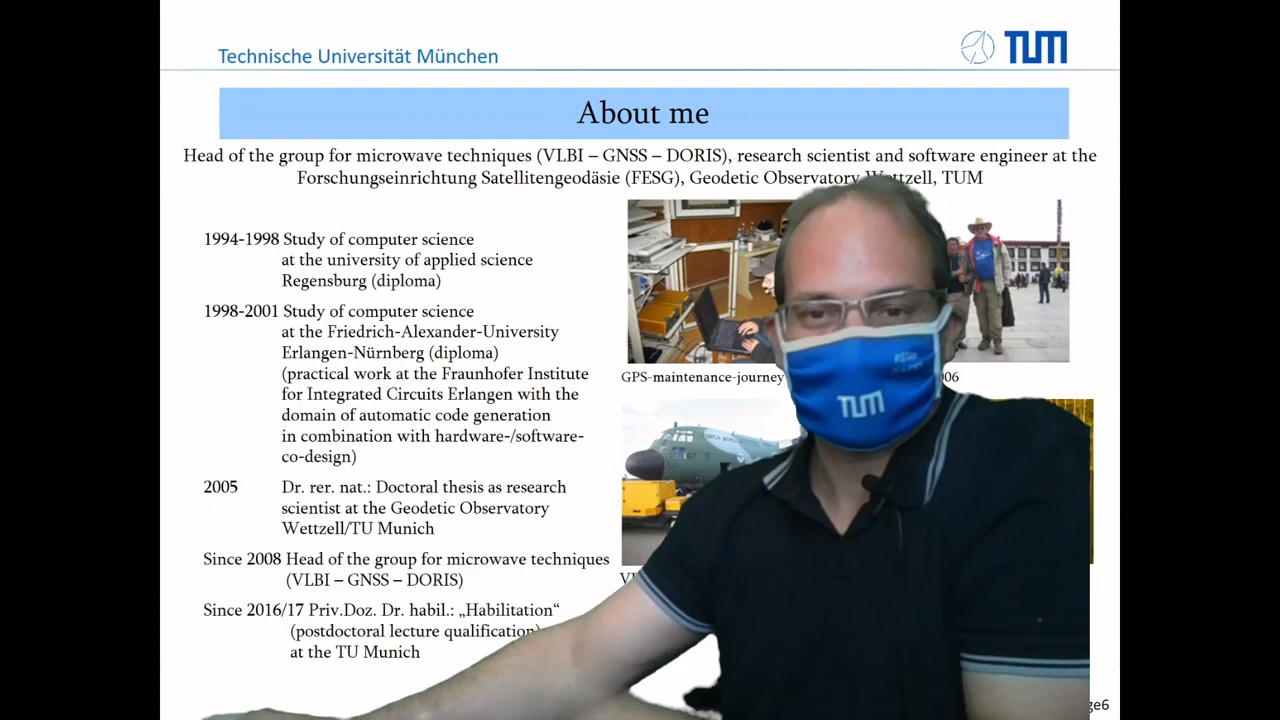 Technische Universität München
TUM
About me
Head of the group for microwave techniques (VLBI – GNSS – DORIS), research scientist and software engineer at the
Forschungseinrichtung Satellitengeodäsie (FESG), Geodetic Observatory Wettzell, TUM
1994-1998 Study of computer science
at the university of applied science
Regensburg (diploma)
1998-2001 Study of computer science
at the Friedrich-Alexander-University
Erlangen-Nürnberg (diploma)
(practical work at the Fraunhofer Institute
for Integrated Circuits Erlangen with the
domain of automatic code generation
in combination with hardware-/software-
co-design)
2005 Dr. rer. nat.: Doctoral thesis as research
scientist at the Geodetic Observatory
Wettzell/TU Munich
Since 2008 Head of the group for microwave techniques
(VLBI – GNSS – DORIS)
Since 2016/17 Priv.Doz. Dr. habil.: „Habilitation“
(postdoctoral lecture qualification)
at the TU Munich
GPS-maintenance-journey
TUM